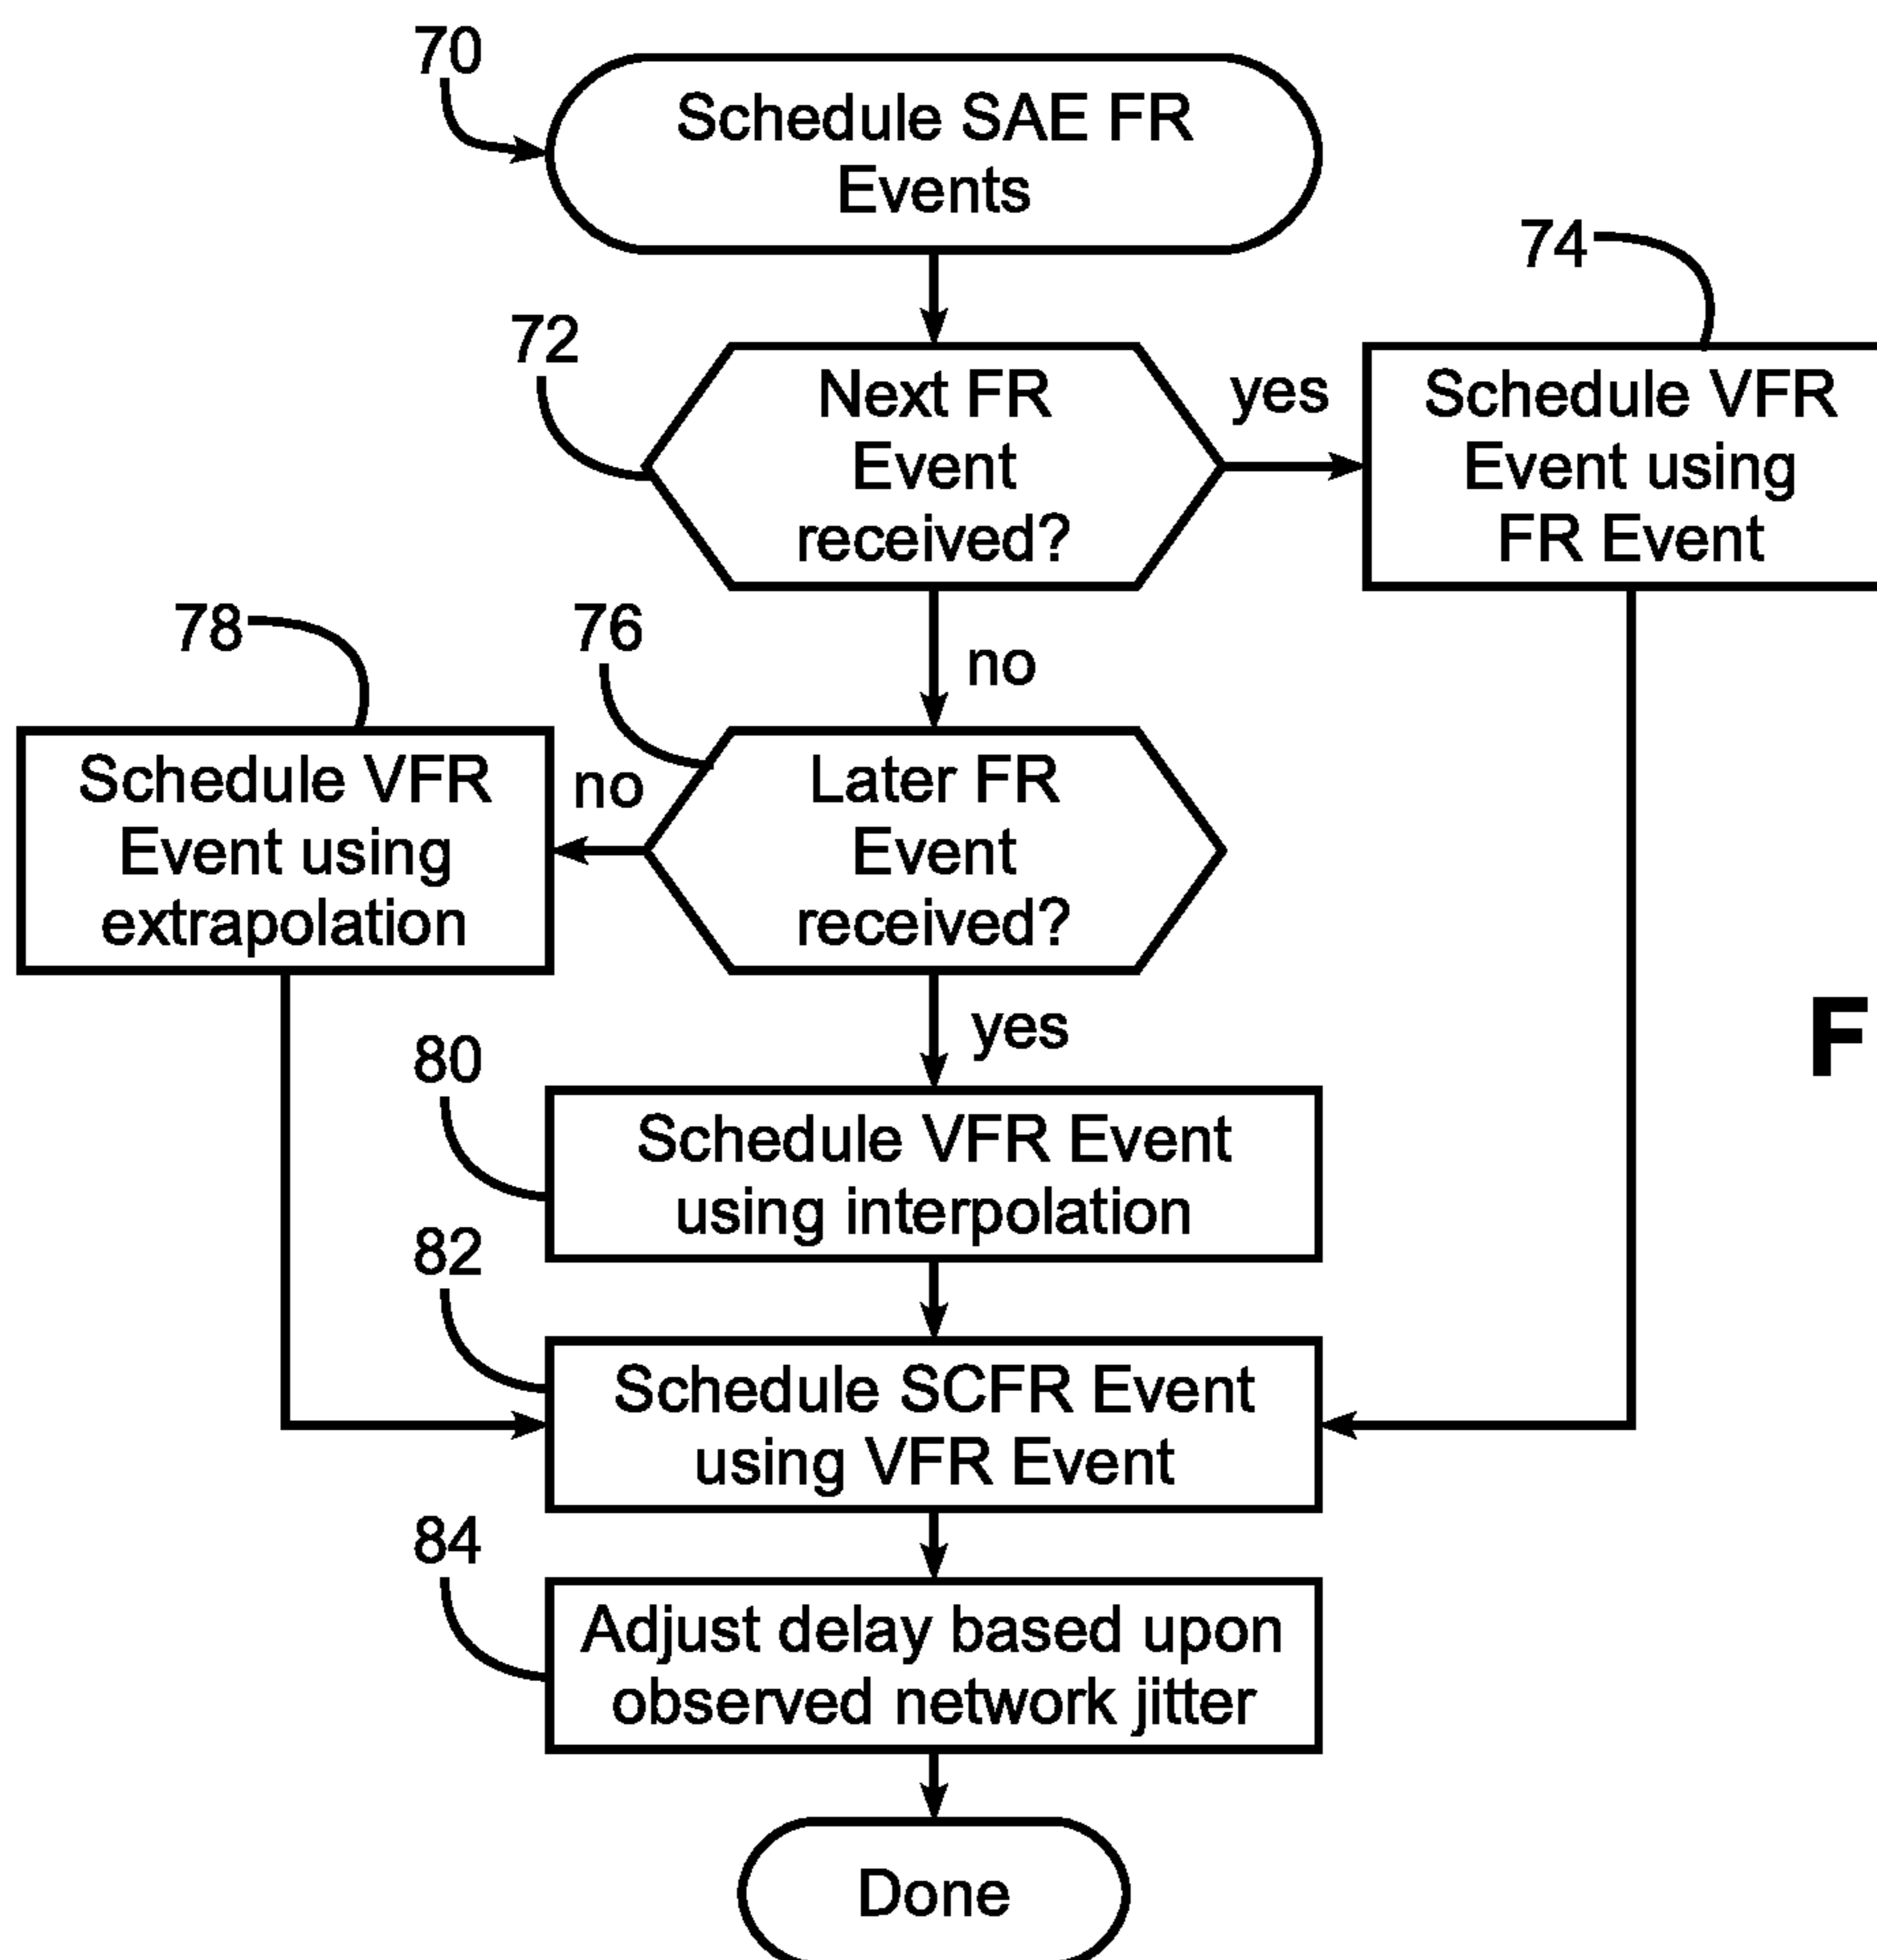 70
Schedule SAE FR
Events
74
72
Next FR
Event
received?
yes
Schedule VFR
Event using
FR Event
no
78
76
Schedule VFR
Event using
extrapolation
no
Later FR
Event
received?
yes
F
80
Schedule VFR Event
using interpolation
82
Schedule SCFR Event
using VFR Event
84
Adjust delay based upon
observed network jitter
Done